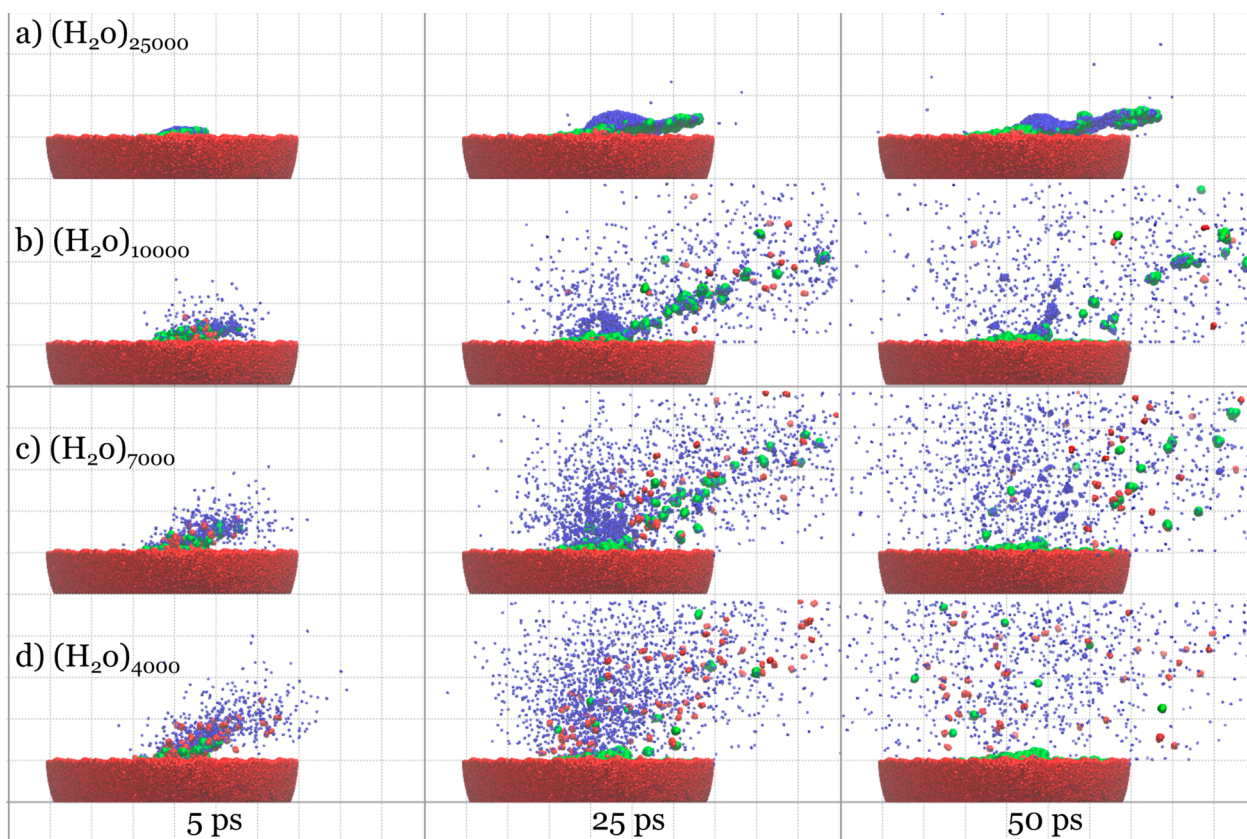 a) (H₂o)₂₅₀₀₀
b) (H₂o)₁₀₀₀₀
c) (H₂o)₇₀₀₀
d) (H₂o)₄₀₀₀
5 ps
25 ps
50 ps